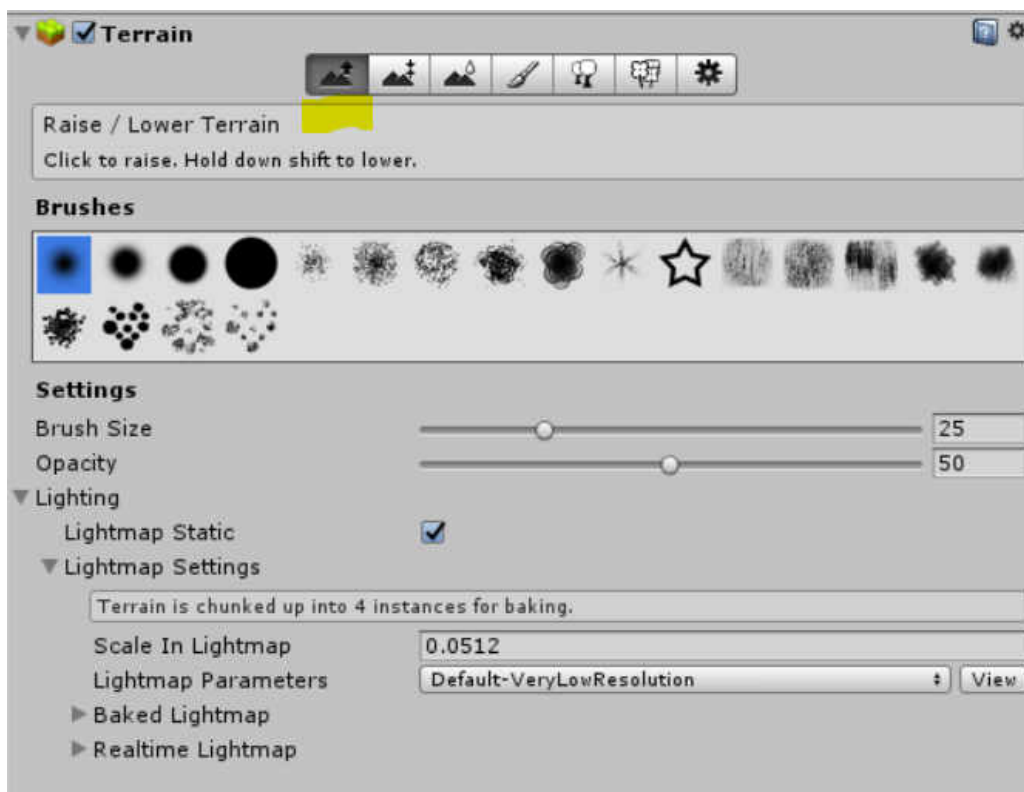 Terrain
Raise / Lower Terrain
Click to raise. Hold down shift to lower.
Brushes
Settings
Brush Size 25
Opacity 50
Lighting
Lightmap Static
Lightmap Settings
Terrain is chunked up into 4 instances for baking.
Scale In Lightmap 0.0512
Lightmap Parameters Default-VeryLowResolution View
Baked Lightmap
Realtime Lightmap